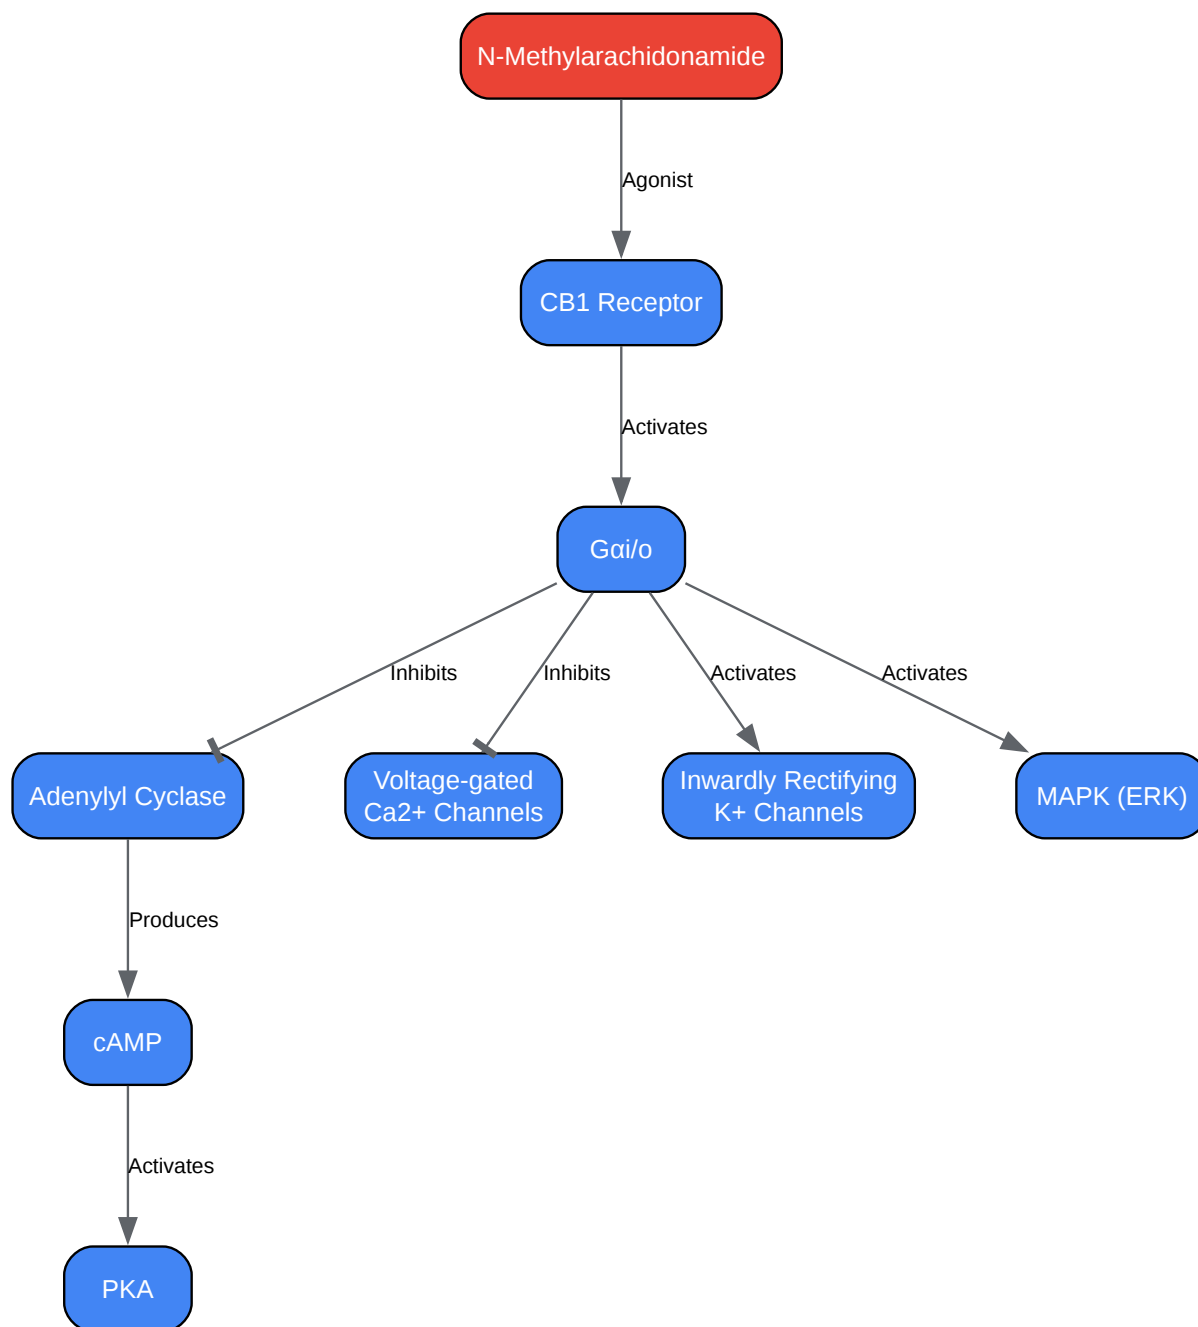 N-Methylarachidonamide
Agonist
CB1 Receptor
Activates
Gαi/o
Inhibits
Inhibits
Activates
Activates
Adenylyl Cyclase
Voltage-gated
Ca2+ Channels
Inwardly Rectifying
K+ Channels
MAPK (ERK)
Produces
cAMP
Activates
PKA